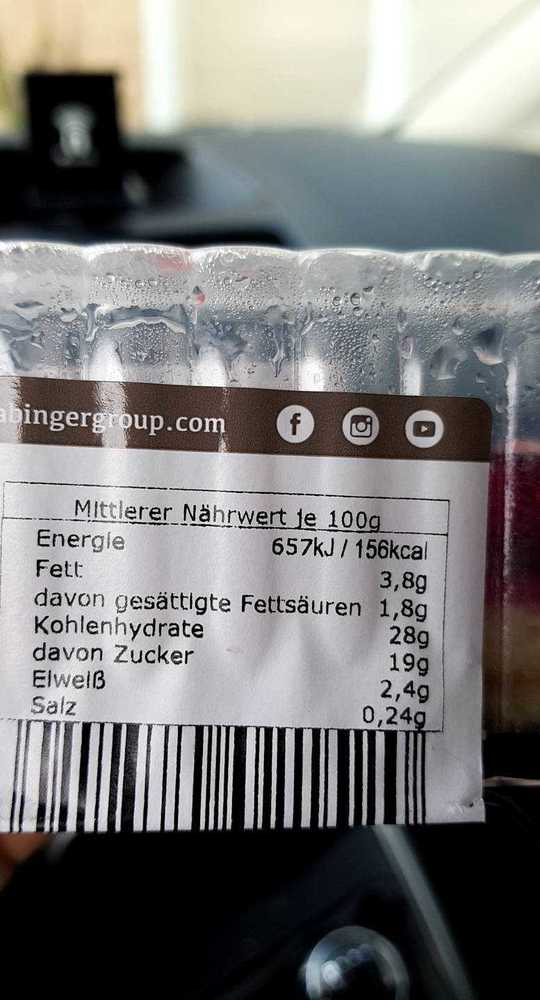 abingergroup.com
Mittlerer Nährwert je 100g
Energie 657kJ / 156kcal
Fett 3,8g
davon gesättigte Fettsäuren 1,8g
Kohlenhydrate 28g
davon Zucker 19g
Eiweiß 2,4g
Salz 0,24g